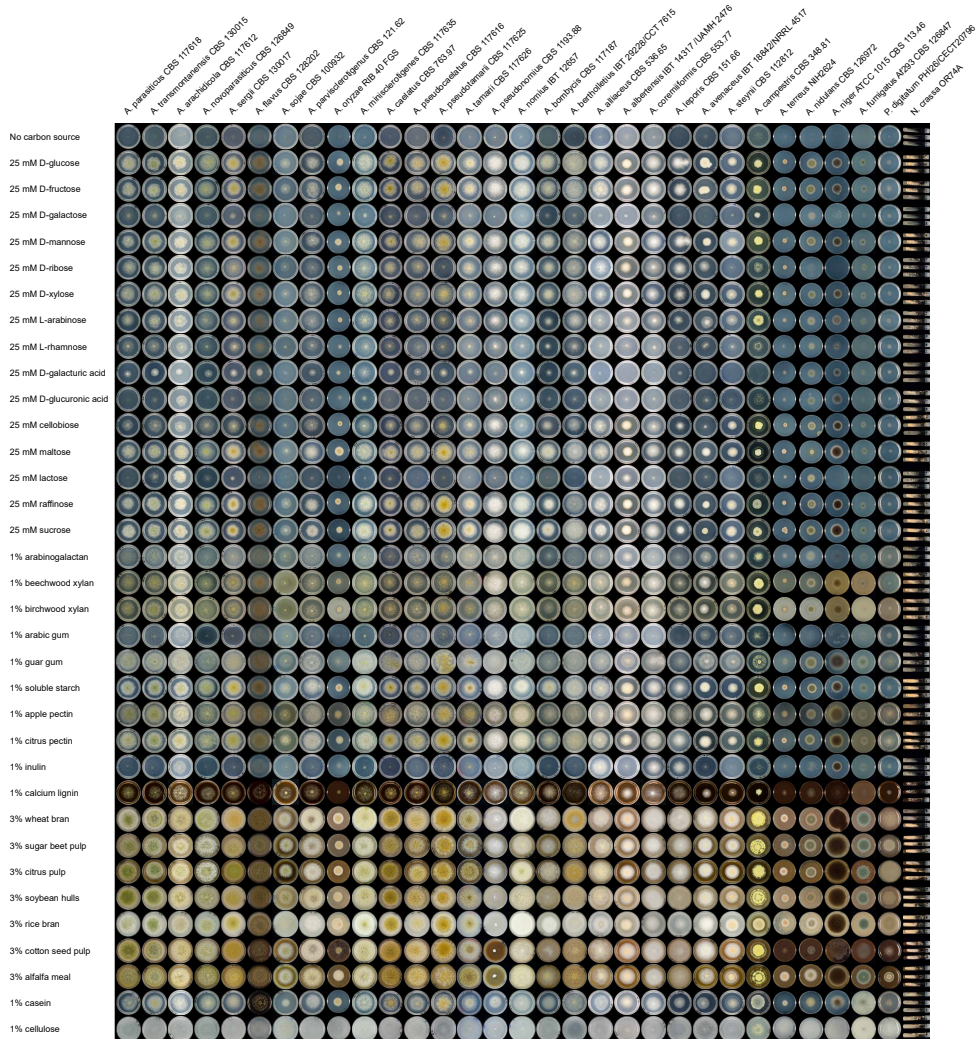 A. parasiticus CBS 117618
A. transmontanensis CBS 130015
A. arachidicola CBS 117612
A. novoparasiticus CBS 126849
A. sergii CBS 130017
A. flavus CBS 128202
A. sojae CBS 100932
A. parvisclerotigenus CBS 121.62
A. oryzae RIB 40 FGS
A. minisclerotigenes CBS 117635
A. caelatus CBS 763.97
A. pseudocaelatus CBS 117616
A. pseudotamarii CBS 117625
A. tamarii CBS 117626
A. pseudonomius CBS 1193.88
A. nomius IBT 12657
A. bombycis CBS 117187
A. bertholletius IBT 29228/CCT 7615
A. alliaceus CBS 536.65
A. albertensis IBT 14317/UAMH 2476
A. coremiiformis CBS 553.77
A. leporis CBS 151.66
A. avenaceus IBT 18842/NRRL 4517
A. steynii CBS 112812
A. campestris CBS 348.81
A. terreus NIH2624
A. nidulans CBS 126972
A. niger ATCC 1015 CBS 113.46
A. fumigatus Af293 CBS 126847
P. digitatum PHI26/CECT20796
N. crassa OR74A
No carbon source
25 mM D-glucose
25 mM D-fructose
25 mM D-galactose
25 mM D-mannose
25 mM D-ribose
25 mM D-xylose
25 mM L-arabinose
25 mM L-rhamnose
25 mM D-galacturic acid
25 mM D-glucuronic acid
25 mM cellobiose
25 mM maltose
25 mM lactose
25 mM raffinose
25 mM sucrose
1% arabinogalactan
1% beechwood xylan
1% birchwood xylan
1% arabic gum
1% guar gum
1% soluble starch
1% apple pectin
1% citrus pectin
1% inulin
1% calcium lignin
3% wheat bran
3% sugar beet pulp
3% citrus pulp
3% soybean hulls
3% rice bran
3% cotton seed pulp
3% alfalfa meal
1% casein
1% cellulose